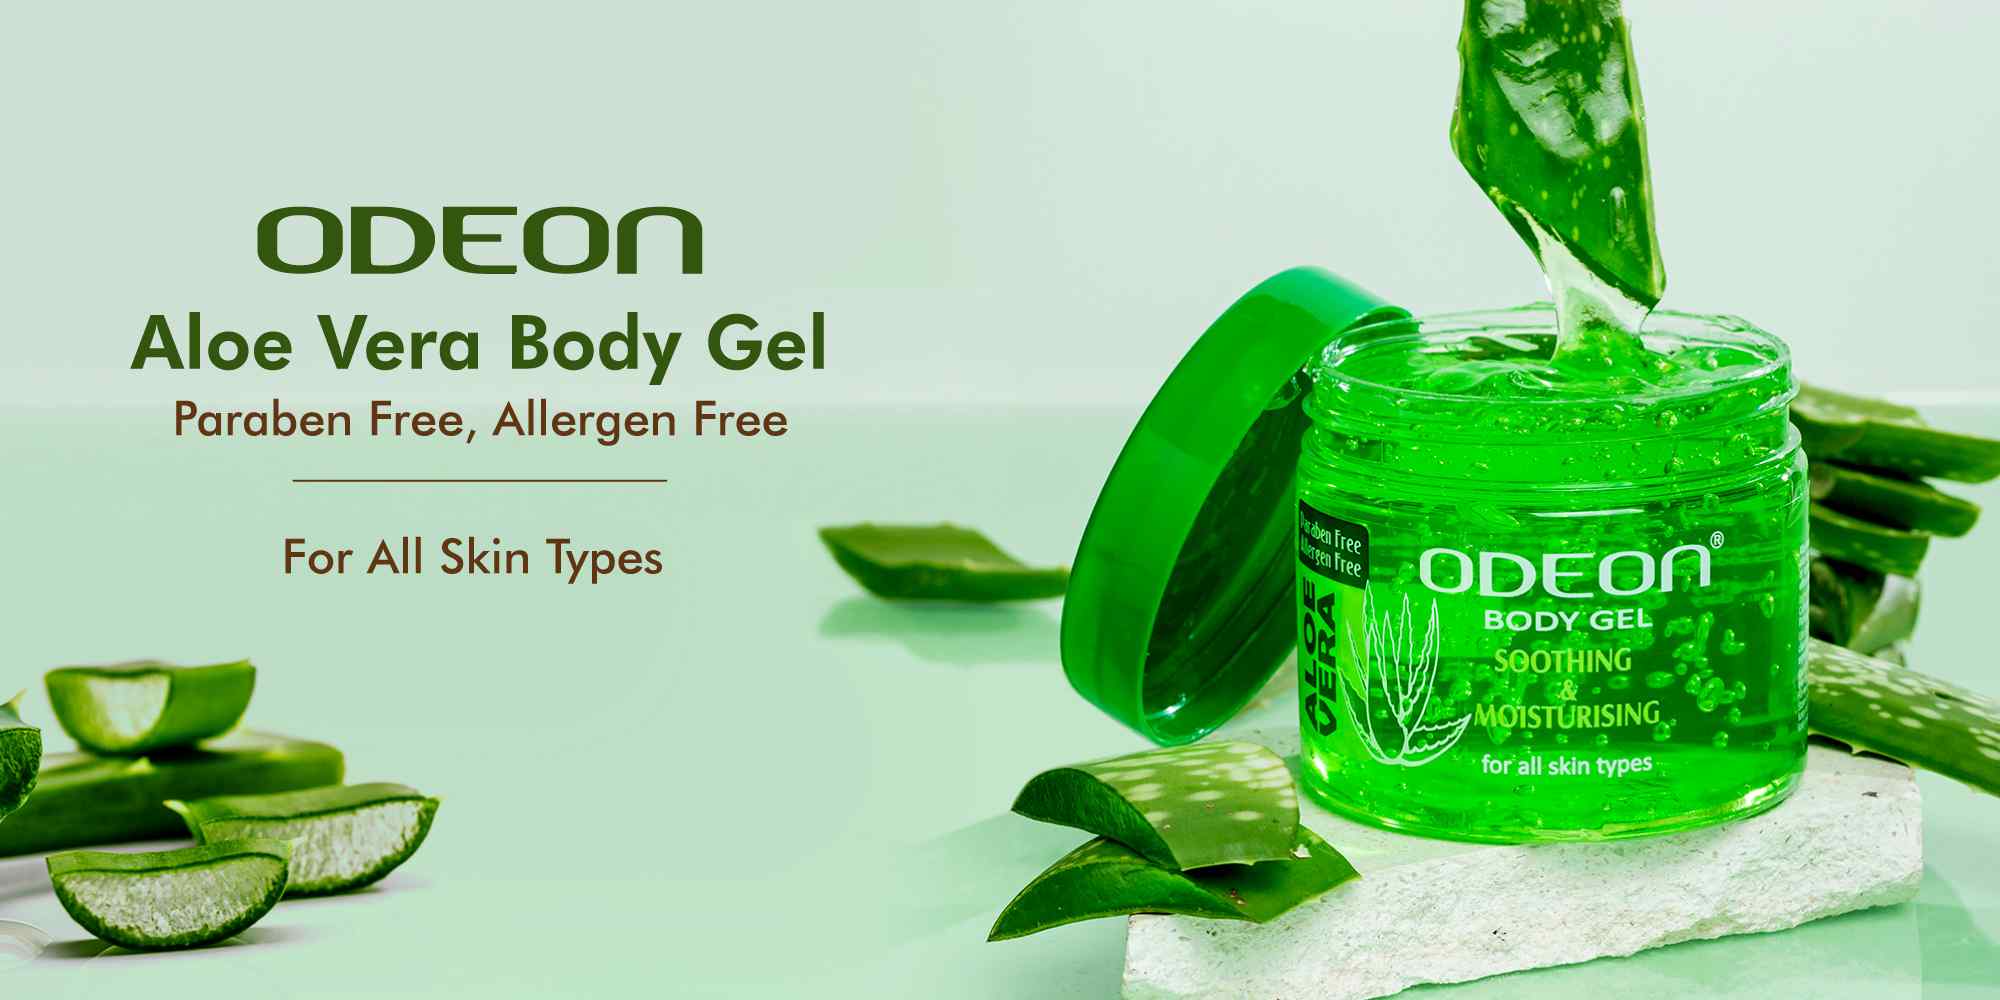 ODEON
Aloe Vera Body Gel
Paraben Free, Allergen Free
For All Skin Types
Paraben Free
Allergen Free
ALOE
VERA
ODEON®
BODY GEL
SOOTHING
&
MOISTURISING
for all skin types